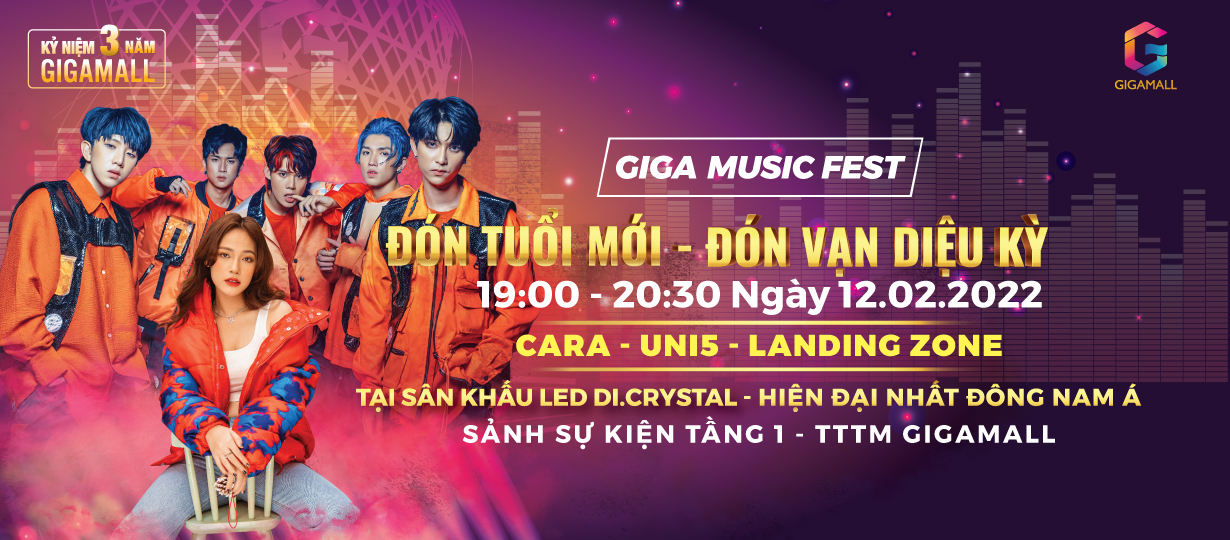 KỶ NIỆM 3 NĂM
GIGAMALL
GIGAMALL
GIGA MUSIC FEST
ĐÓN TUỔI MỚI - ĐÓN VẠN DIỆU KỲ
19:00 - 20:30 Ngày 12.02.2022
CARA - UNI5 - LANDING ZONE
TẠI SÂN KHẤU LED DI.CRYSTAL - HIỆN ĐẠI NHẤT ĐÔNG NAM Á
SẢNH SỰ KIỆN TẦNG 1 - TTTM GIGAMALL